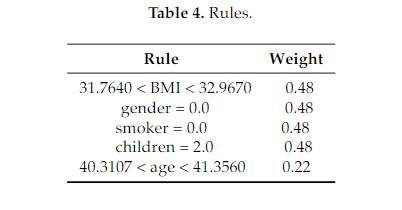 Table 4. Rules.
Rule Weight
31.7640 < BMI < 32.9670 0.48
gender = 0.0 0.48
smoker = 0.0 0.48
children = 2.0 0.48
40.3107 < age < 41.3560 0.22